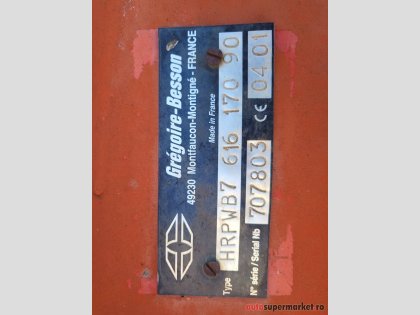 Grégoire-Besson
49230 Montfaucon-Montigné - FRANCE
Made in France
Type HRPWB7 616 170 90
N° série / Serial Nb 707803 CE 04.01
autosupermarket.ro